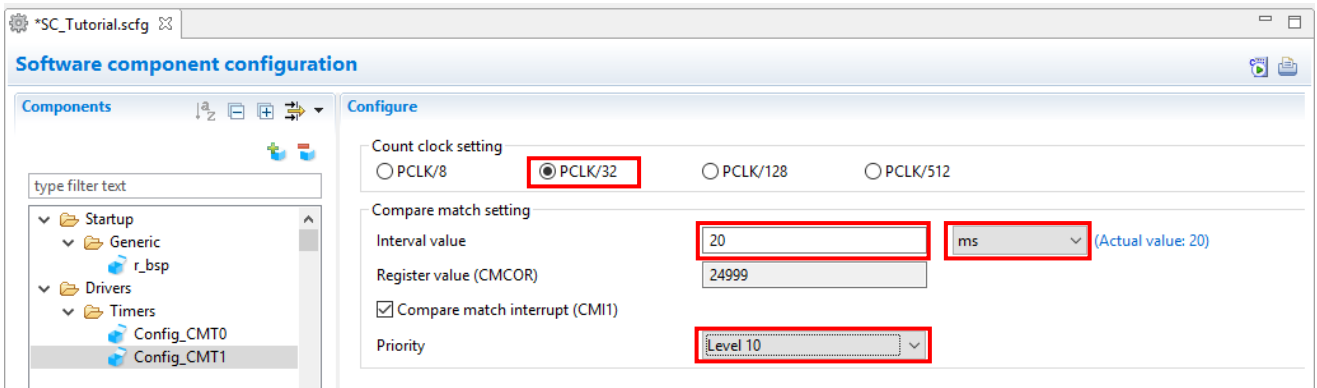 *SC_Tutorial.scfg
Software component configuration
Components
Configure
type filter text
Startup
Generic
r_bsp
Drivers
Timers
Config_CMT0
Config_CMT1
Count clock setting
PCLK/8 PCLK/32 PCLK/128 PCLK/512
Compare match setting
Interval value 20 ms (Actual value: 20)
Register value (CMCOR) 24999
Compare match interrupt (CMI1)
Priority Level 10